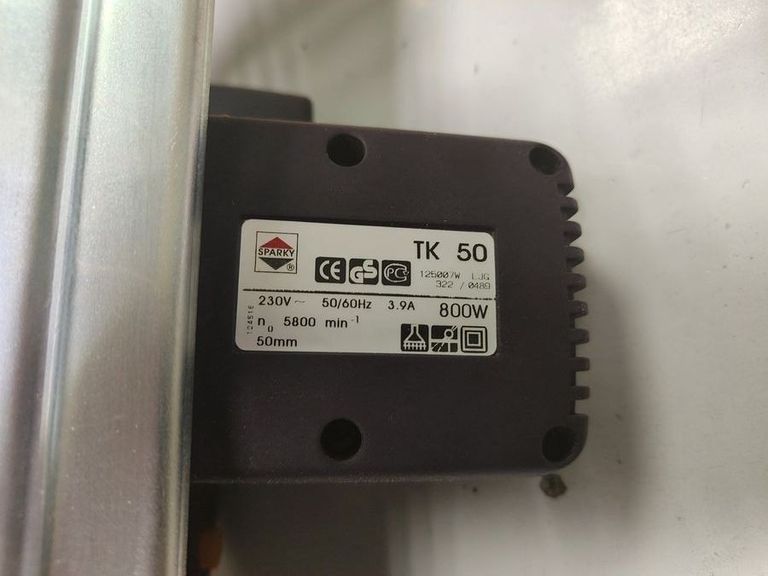 SPARKY
®
CE GS PC
TK 50
125007W LJG
322 / 0489
230V~ 50/60Hz 3.9A 800W
n0 5800 min-1
50mm
124516